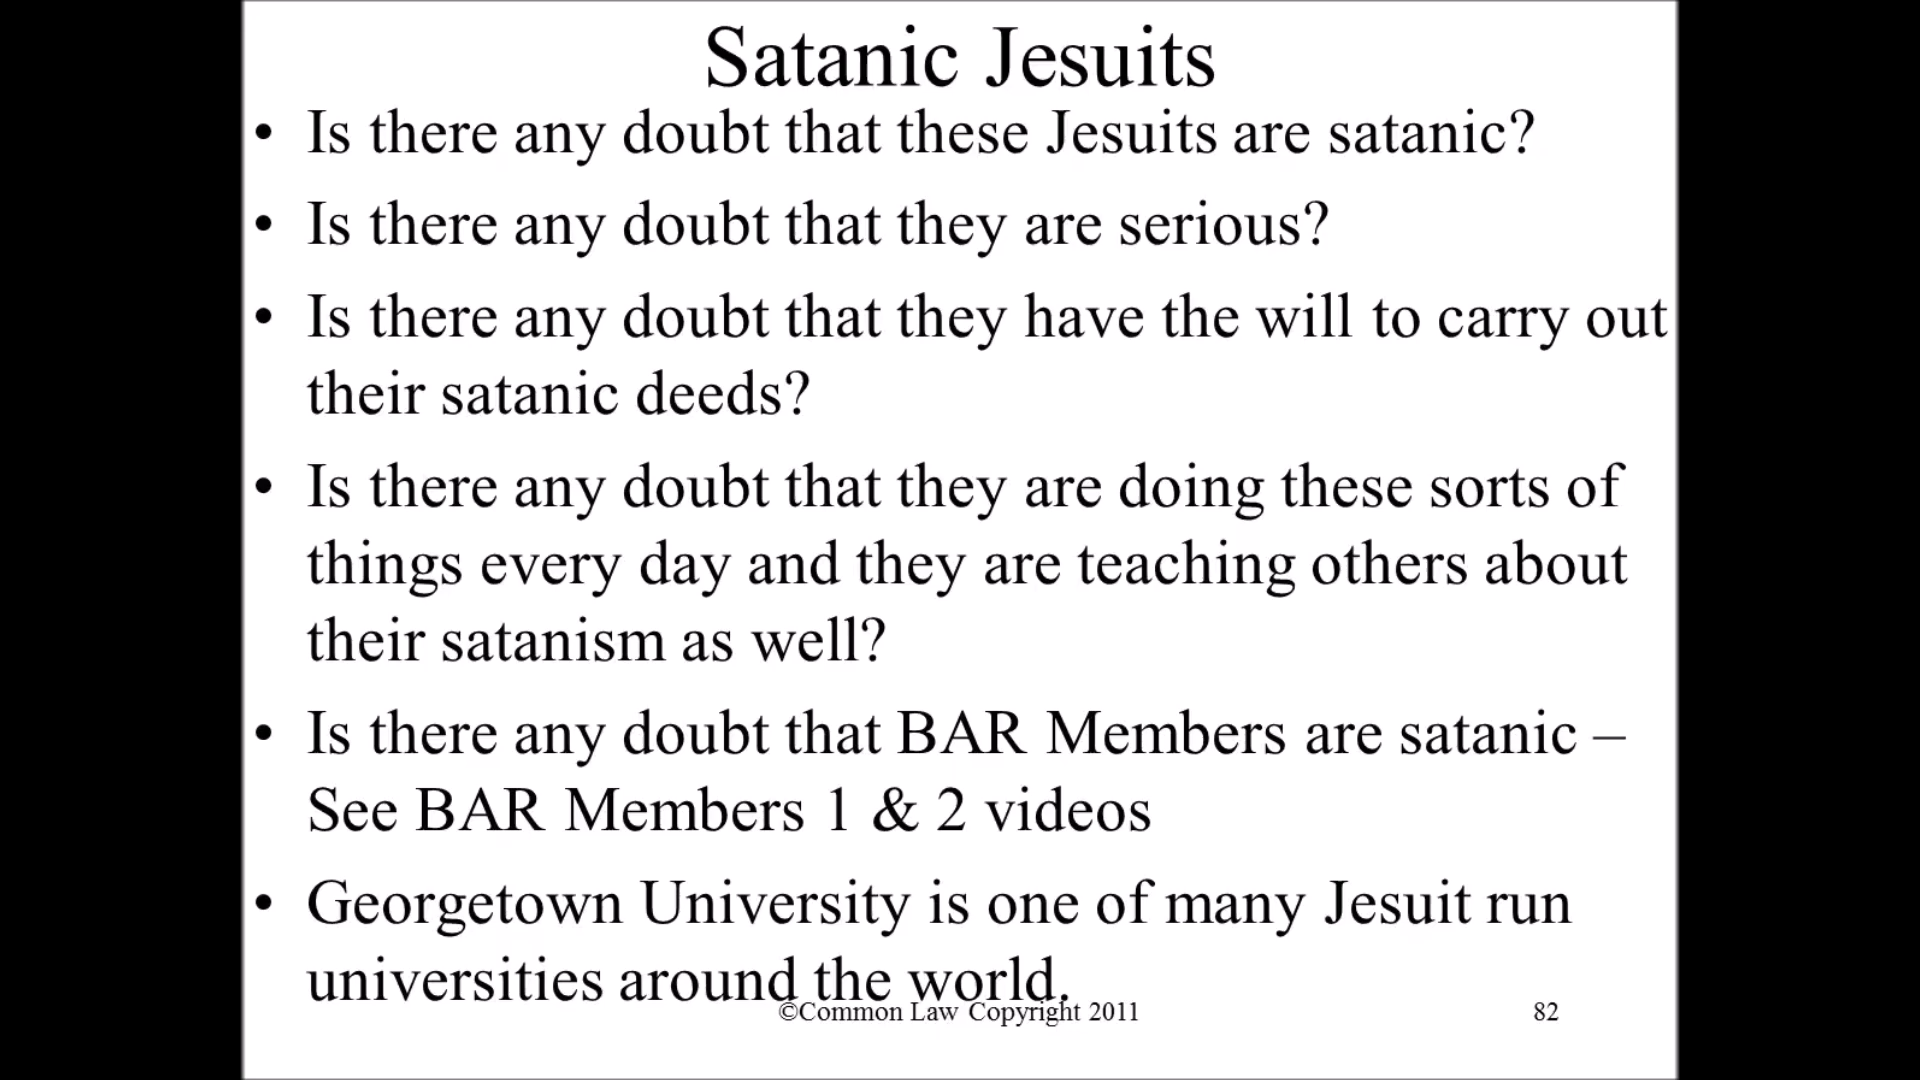 Satanic Jesuits
• Is there any doubt that these Jesuits are satanic?
• Is there any doubt that they are serious?
• Is there any doubt that they have the will to carry out
their satanic deeds?
• Is there any doubt that they are doing these sorts of
things every day and they are teaching others about
their satanism as well?
• Is there any doubt that BAR Members are satanic –
See BAR Members 1 & 2 videos
• Georgetown University is one of many Jesuit run
universities around the world.
©Common Law Copyright 2011
82